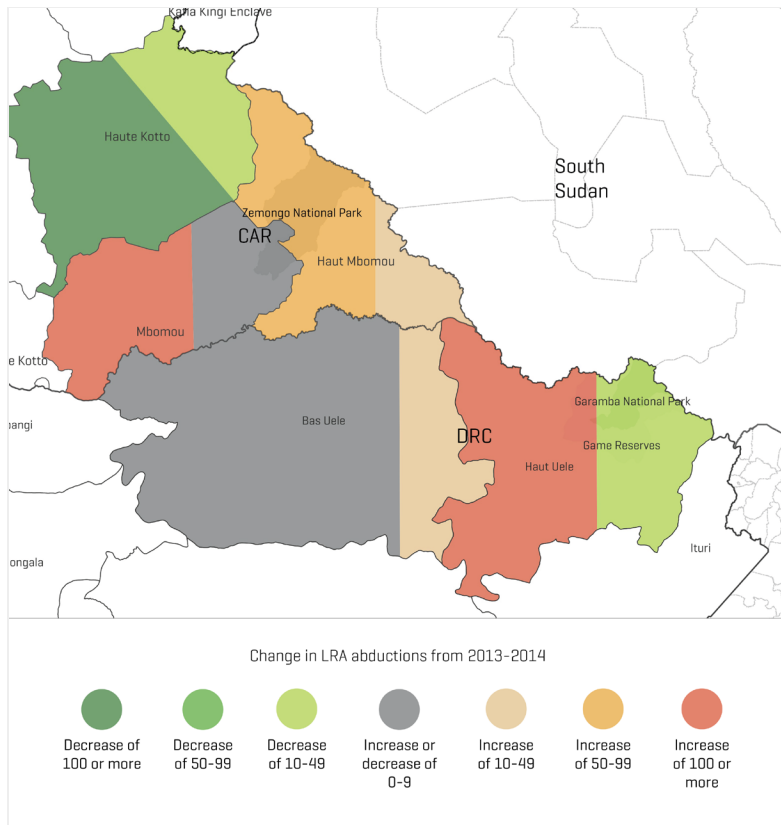 Kafia Kingi Enclave
Haute Kotto
South
Sudan
Zemongo National Park
CAR
Haut Mbomou
Mbomou
e Kotto
Garamba National Park
Bas Uele
angi
DRC
Game Reserves
Haut Uele
Ituri
ongala
Change in LRA abductions from 2013-2014
Decrease of
100 or more
Decrease
of 50-99
Decrease
of 10-49
Increase or
decrease of
0-9
Increase
of 10-49
Increase
of 50-99
Increase
of 100 or
more